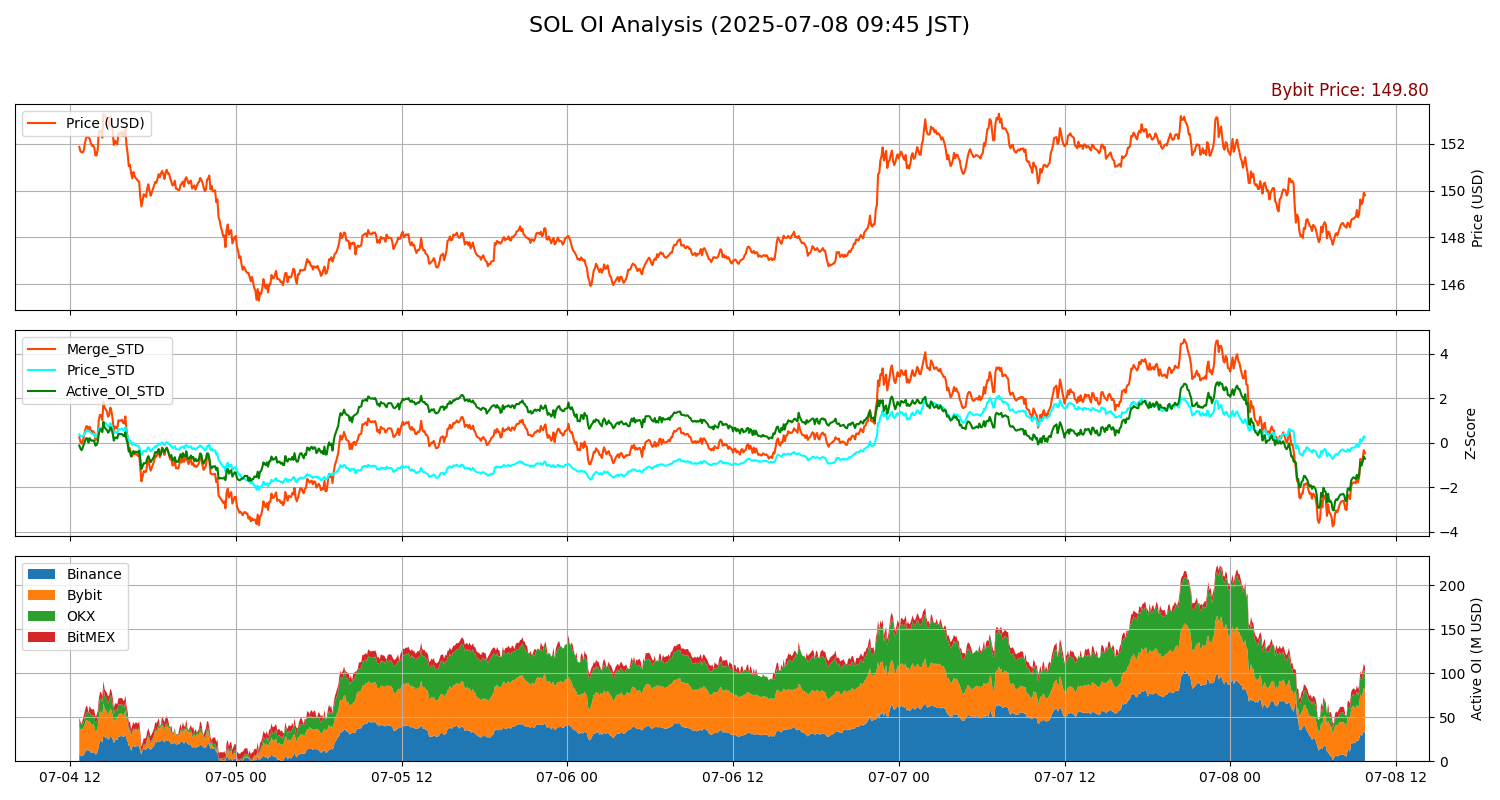 SOL OI Analysis (2025-07-08 09:45 JST)
Bybit Price: 149.80
Price (USD)
152
150
148
146
Price (USD)
Merge_STD
Price_STD
Active_OI_STD
4
2
0
−2
−4
Z-Score
Binance
Bybit
OKX
BitMEX
200
150
100
50
0
Active OI (M USD)
07-04 12
07-05 00
07-05 12
07-06 00
07-06 12
07-07 00
07-07 12
07-08 00
07-08 12